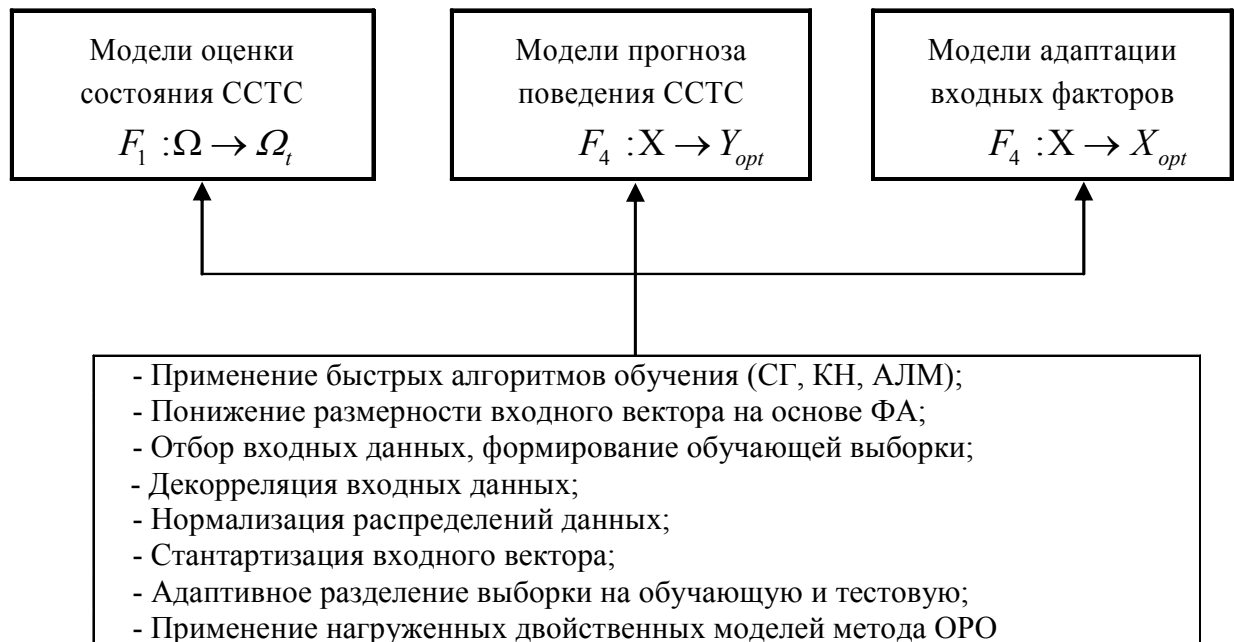 Модели оценки
состояния ССТС
F₁ :Ω → Ωₜ
Модели прогноза
поведения ССТС
F₄ :X → Yₒₚₜ
Модели адаптации
входных факторов
F₄ :X → Xₒₚₜ
- Применение быстрых алгоритмов обучения (СГ, КН, АЛМ);
- Понижение размерности входного вектора на основе ФА;
- Отбор входных данных, формирование обучающей выборки;
- Декорреляция входных данных;
- Нормализация распределений данных;
- Стантартизация входного вектора;
- Адаптивное разделение выборки на обучающую и тестовую;
- Применение нагруженных двойственных моделей метода ОРО